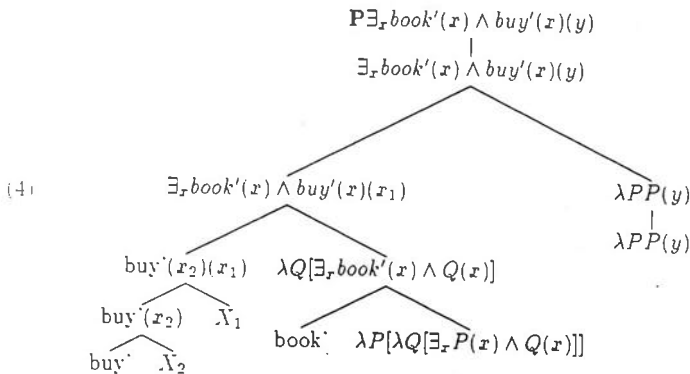 P∃ₓbook′(x) ∧ buy′(x)(y)
∃ₓbook′(x) ∧ buy′(x)(y)
(4) ∃ₓbook′(x) ∧ buy′(x)(x₁) λPP(y)
λPP(y)
buy′(x₂)(x₁) λQ[∃ₓbook′(x) ∧ Q(x)]
buy′(x₂) X₁
book′ λP[λQ[∃ₓP(x) ∧ Q(x)]]
buy′ X₂